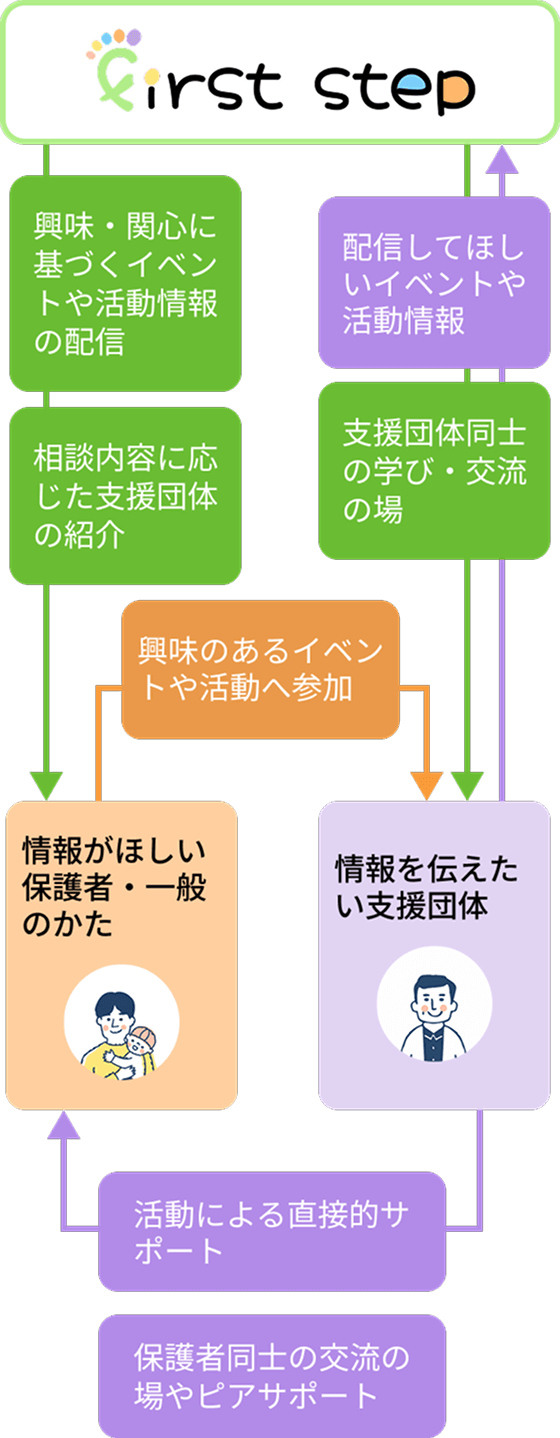 first step
興味・関心に
基づくイベン
トや活動情報
の配信
配信してほし
いイベントや
活動情報
相談内容に応
じた支援団体
の紹介
支援団体同士
の学び・交流
の場
興味のあるイベン
トや活動へ参加
情報がほしい
保護者・一般
のかた
情報を伝えた
い支援団体
活動による直接的サ
ポート
保護者同士の交流の
場やピアサポート